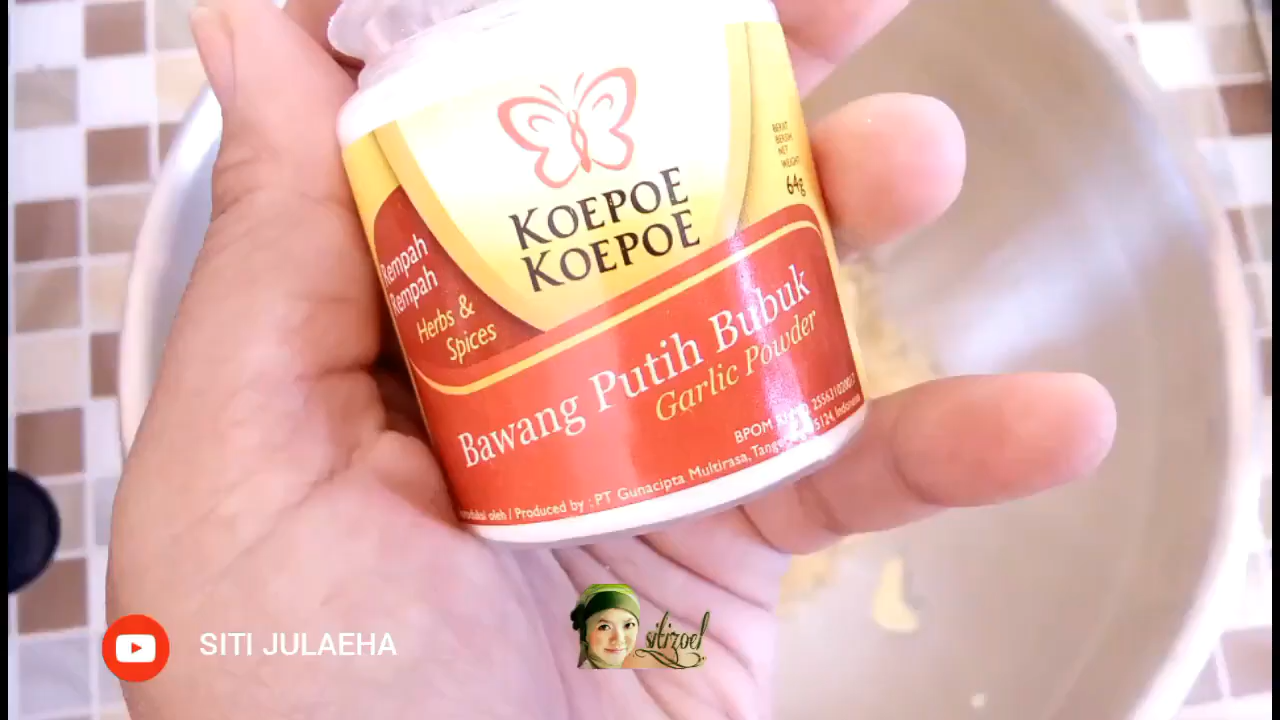 KOEPOE
KOEPOE
BERAT
BERSIH
NET
WEIGHT
64g
Rempah
Rempah
Herbs &
Spices
Bawang Putih Bubuk
Garlic Powder
BPOM
Produced by : PT Gunacipta Multirasa,
SITI JULAEHA
sitizoel